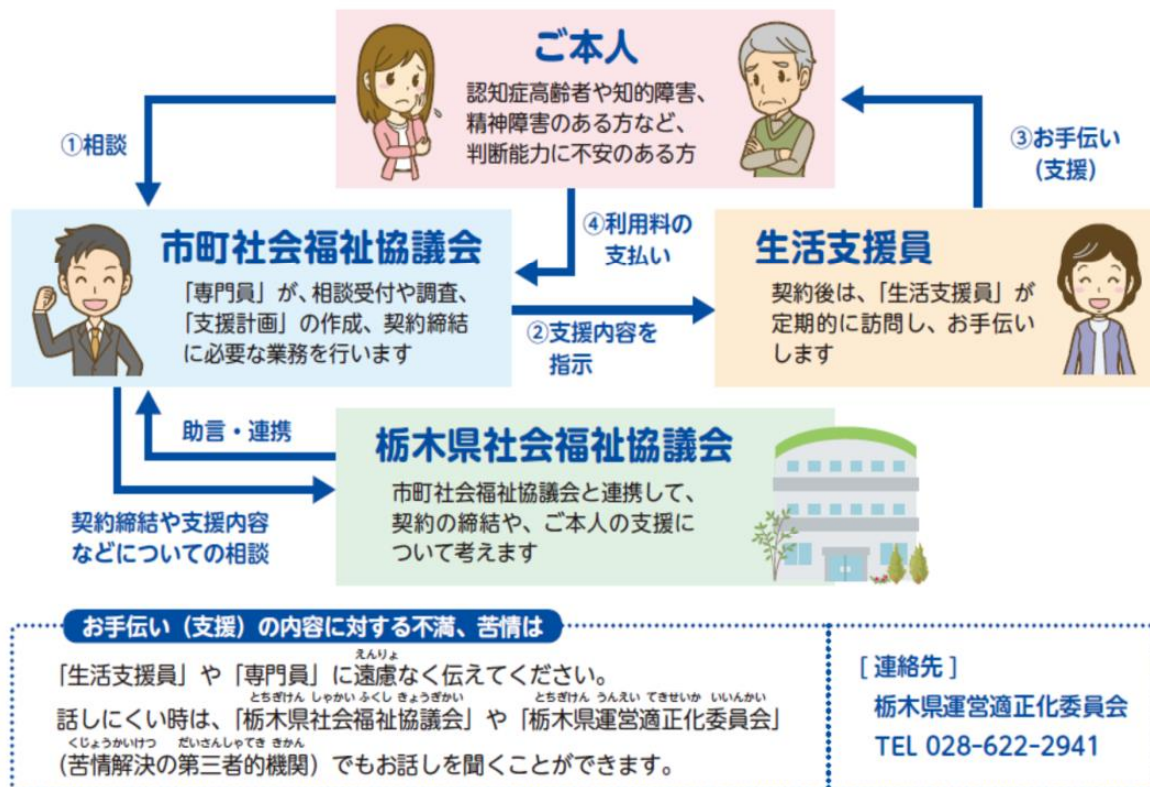 ご本人
認知症高齢者や知的障害、
精神障害のある方など、
判断能力に不安のある方
①相談
③お手伝い
(支援)
④利用料の
支払い
市町社会福祉協議会
「専門員」が、相談受付や調査、
「支援計画」の作成、契約締結
に必要な業務を行います
②支援内容を
指示
生活支援員
契約後は、「生活支援員」が
定期的に訪問し、お手伝い
します
助言・連携
契約締結や支援内容
などについての相談
栃木県社会福祉協議会
市町社会福祉協議会と連携して、
契約の締結や、ご本人の支援に
ついて考えます
お手伝い（支援）の内容に対する不満、苦情は
えんりょ
「生活支援員」や「専門員」に遠慮なく伝えてください。
とちぎけん しゃかい ふくし きょうぎかい とちぎけん うんえい てきせいか いいんかい
話しにくい時は、「栃木県社会福祉協議会」や「栃木県運営適正化委員会」
くじょうかいけつ だいさんしゃてき きかん
（苦情解決の第三者的機関）でもお話しを聞くことができます。
[ 連絡先 ]
栃木県運営適正化委員会
TEL 028-622-2941